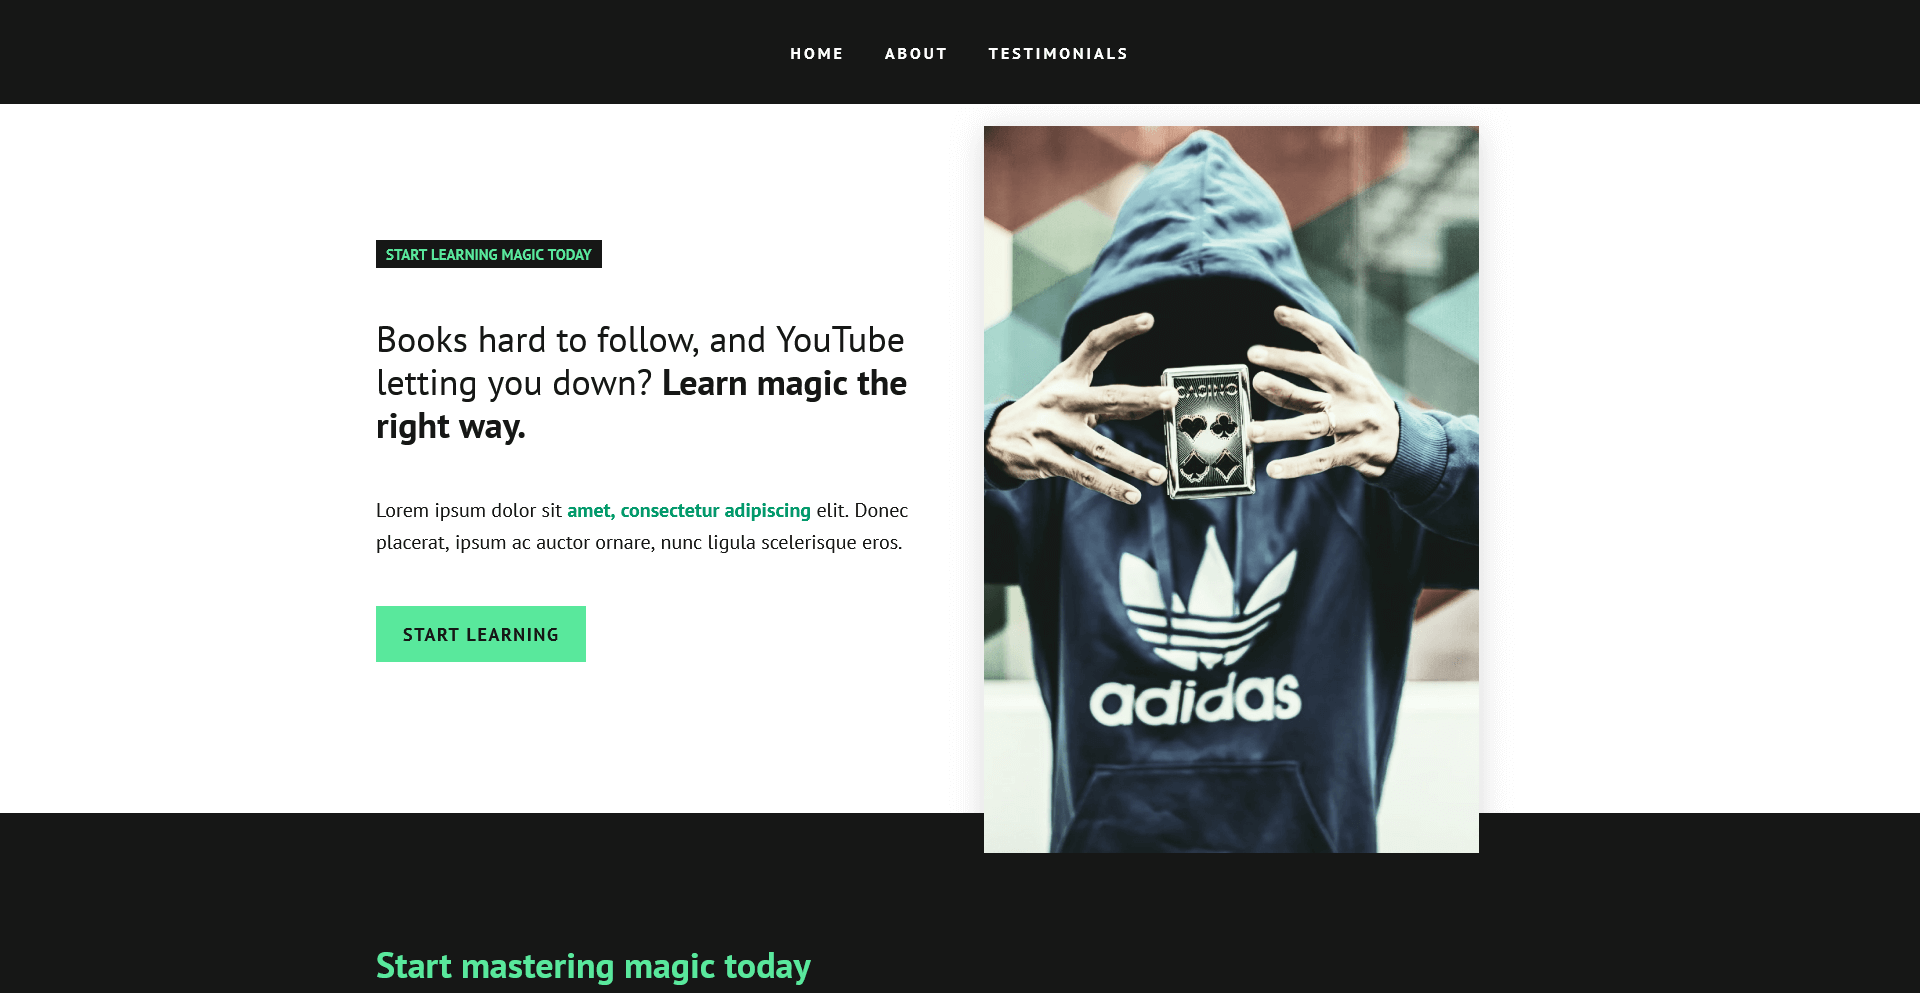 HOME ABOUT TESTIMONIALS
START LEARNING MAGIC TODAY
Books hard to follow, and YouTube
letting you down? Learn magic the
right way.
Lorem ipsum dolor sit amet, consectetur adipiscing elit. Donec
placerat, ipsum ac auctor ornare, nunc ligula scelerisque eros.
START LEARNING
CASINO
adidas
Start mastering magic today